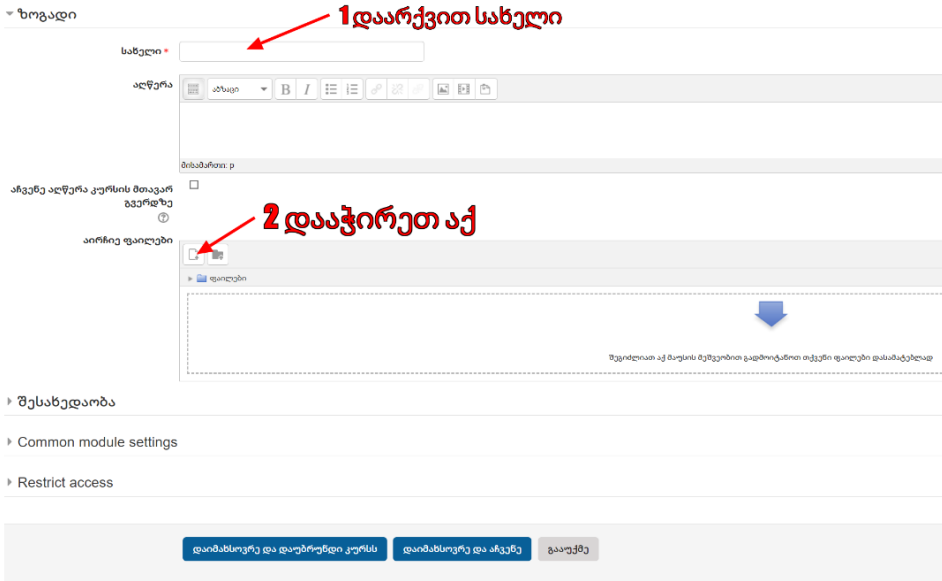 ზოგადი
1 დაარქვით სახელი
სახელი *
აღწერა
აბზაცი
B I
მისამართი: p
აჩვენე აღწერა კურსის მთავარ
გვერდზე
2 დააჭირეთ აქ
აირჩიე ფაილები
ფაილები
შეგიძლიათ აქ მაუსის მეშვეობით გადმოიტანოთ თქვენი ფაილები დასამატებლად
შესახედაობა
Common module settings
Restrict access
დაიმახსოვრე და დაუბრუნდი კურსს
დაიმახსოვრე და აჩვენე
გააუქმე